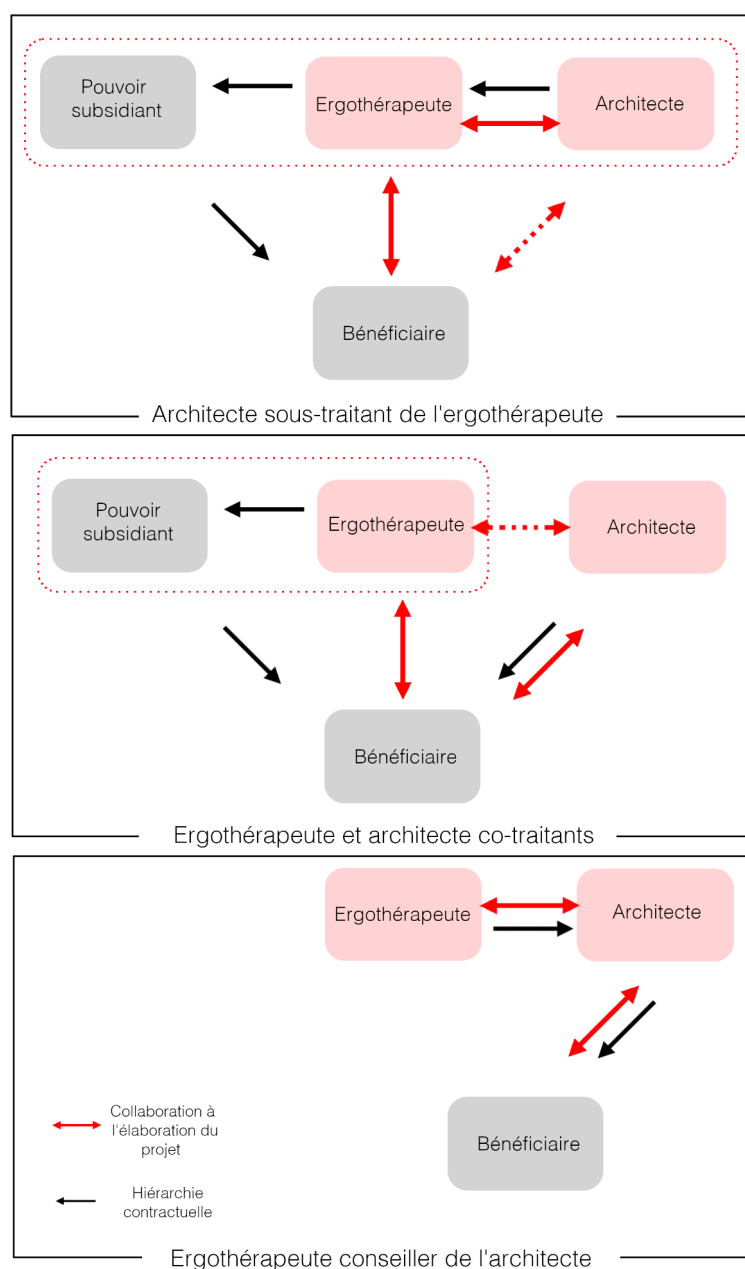 Pouvoir
subsidiant
Ergothérapeute
Architecte
Bénéficiaire
Architecte sous-traitant de l'ergothérapeute
Pouvoir
subsidiant
Ergothérapeute
Architecte
Bénéficiaire
Ergothérapeute et architecte co-traitants
Ergothérapeute
Architecte
Bénéficiaire
Collaboration à
l'élaboration du
projet
Hiérarchie
contractuelle
Ergothérapeute conseiller de l'architecte